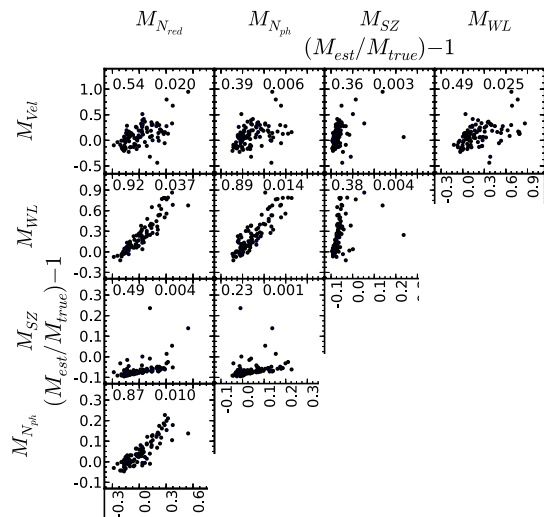 M_{N_{red}} M_{N_{ph}} M_{SZ} M_{WL}
(M_{est}/M_{true})−1
0.54 0.020 0.39 0.006 0.36 0.003 0.49 0.025
M_{Vel}
1.0
0.5
0.0
-0.5
-0.3 0.0 0.3 0.6 0.9
0.92 0.037 0.89 0.014 0.38 0.004
M_{WL}
0.9
0.6
0.3
0.0
-0.3
-0.1 0.0 0.1 0.2 0.3
0.49 0.004 0.23 0.001
M_{SZ}
(M_{est}/M_{true})−1
0.3
0.2
0.1
0.0
-0.1
-0.1 0.0 0.1 0.2 0.3
0.87 0.010
M_{N_{ph}}
0.3
0.2
0.1
0.0
-0.1
-0.3 0.0 0.3 0.6